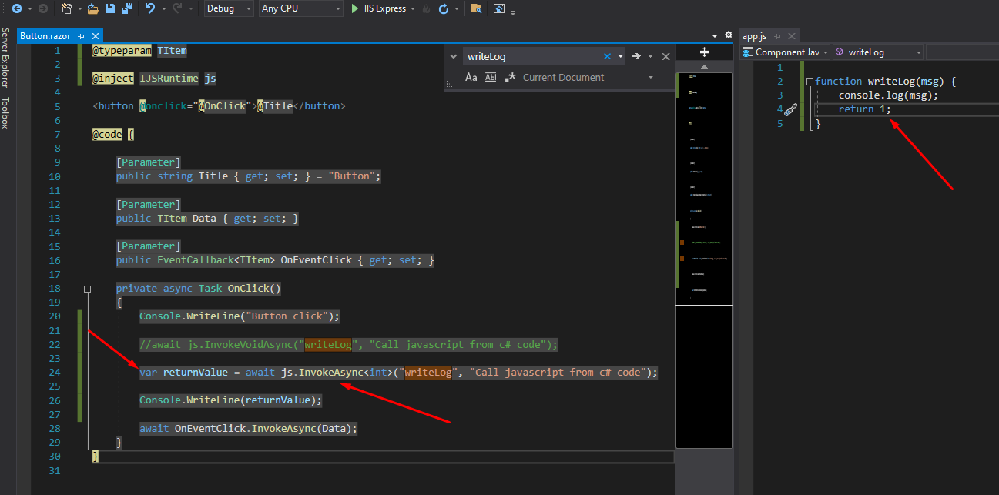 Debug
Any CPU
IIS Express
Server Explorer
Toolbox
Button.razor
1 @typeparam TItem
2
3 @inject IJSRuntime js
4
5 <button @onclick="@OnClick">@Title</button>
6
7 @code {
8
9 [Parameter]
10 public string Title { get; set; } = "Button";
11
12 [Parameter]
13 public TItem Data { get; set; }
14
15 [Parameter]
16 public EventCallback<TItem> OnEventClick { get; set; }
17
18 private async Task OnClick()
19 {
20 Console.WriteLine("Button click");
21
22 //await js.InvokeVoidAsync("writeLog", "Call javascript from c# code");
23
24 var returnValue = await js.InvokeAsync<int>("writeLog", "Call javascript from c# code");
25
26 Console.WriteLine(returnValue);
27
28 await OnEventClick.InvokeAsync(Data);
29 }
30 }
31
writeLog
Aa Ab .* Current Document
app.js
Component Jav
writeLog
1
2 function writeLog(msg) {
3 console.log(msg);
4 return 1;
5 }